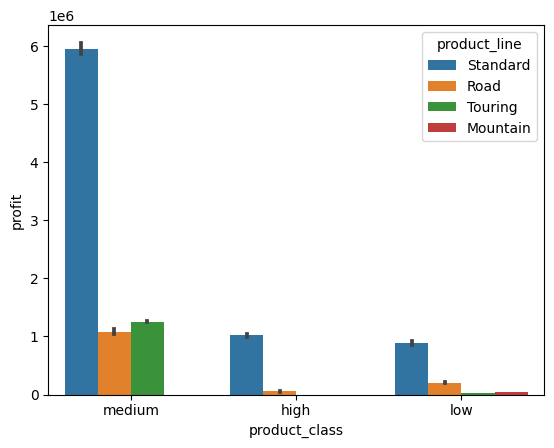 1e6
product_line
Standard
Road
Touring
Mountain
6
5
4
3
2
1
0
profit
medium high low
product_class